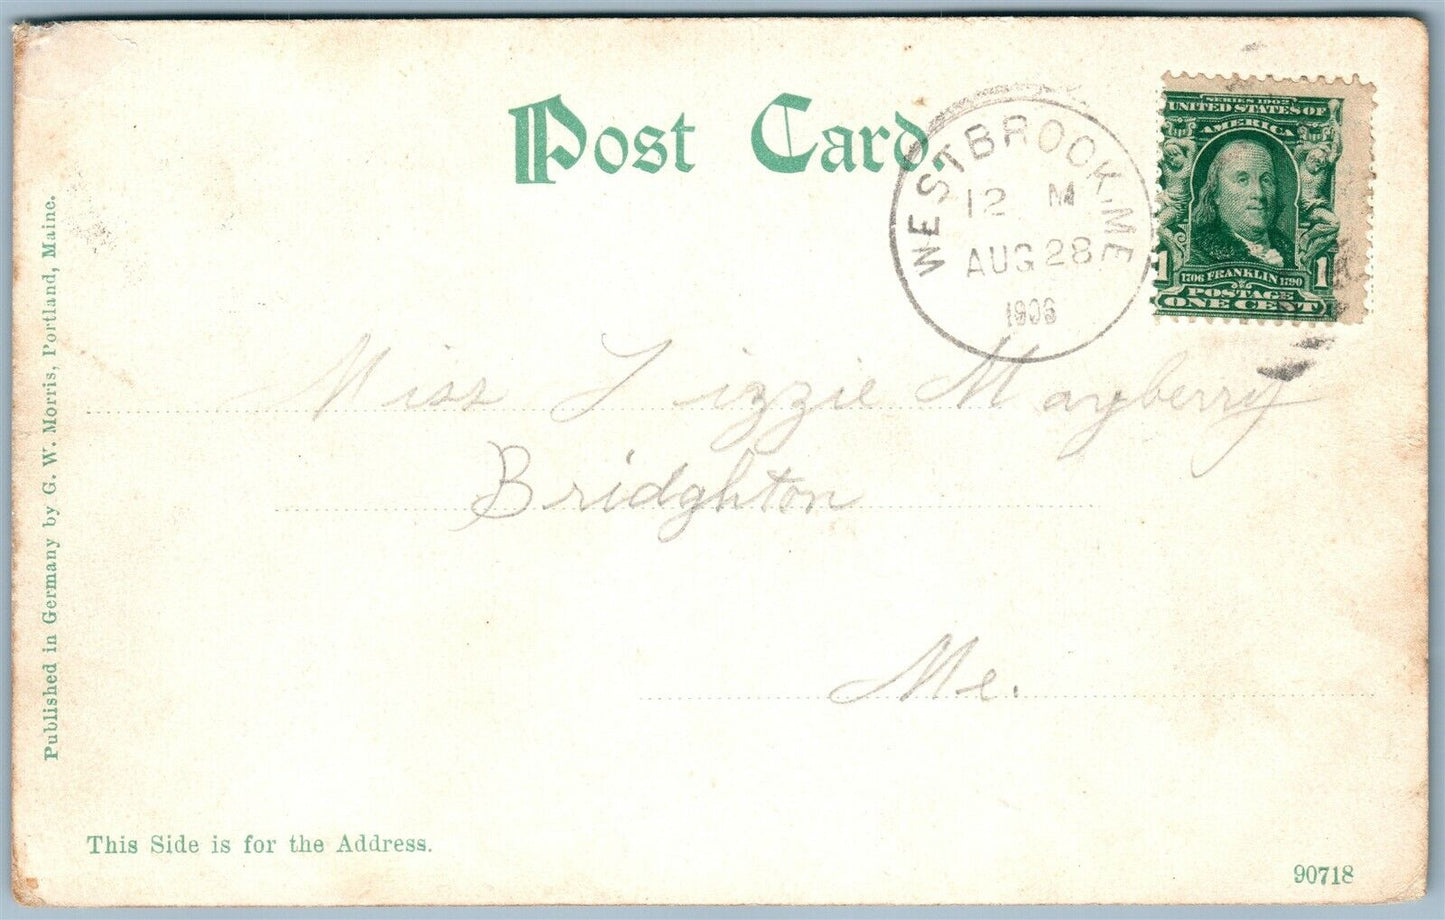 Post Card.
WESTBROOK, ME
12 M
AUG 28
1906
SERIES 1902
UNITED STATES OF
AMERICA
1706 FRANKLIN 1790
1 POSTAGE 1
ONE CENT
Miss Lizzie Mayberry
Bridghton
Me.
Published in Germany by G. W. Morris, Portland, Maine.
This Side is for the Address.
90718